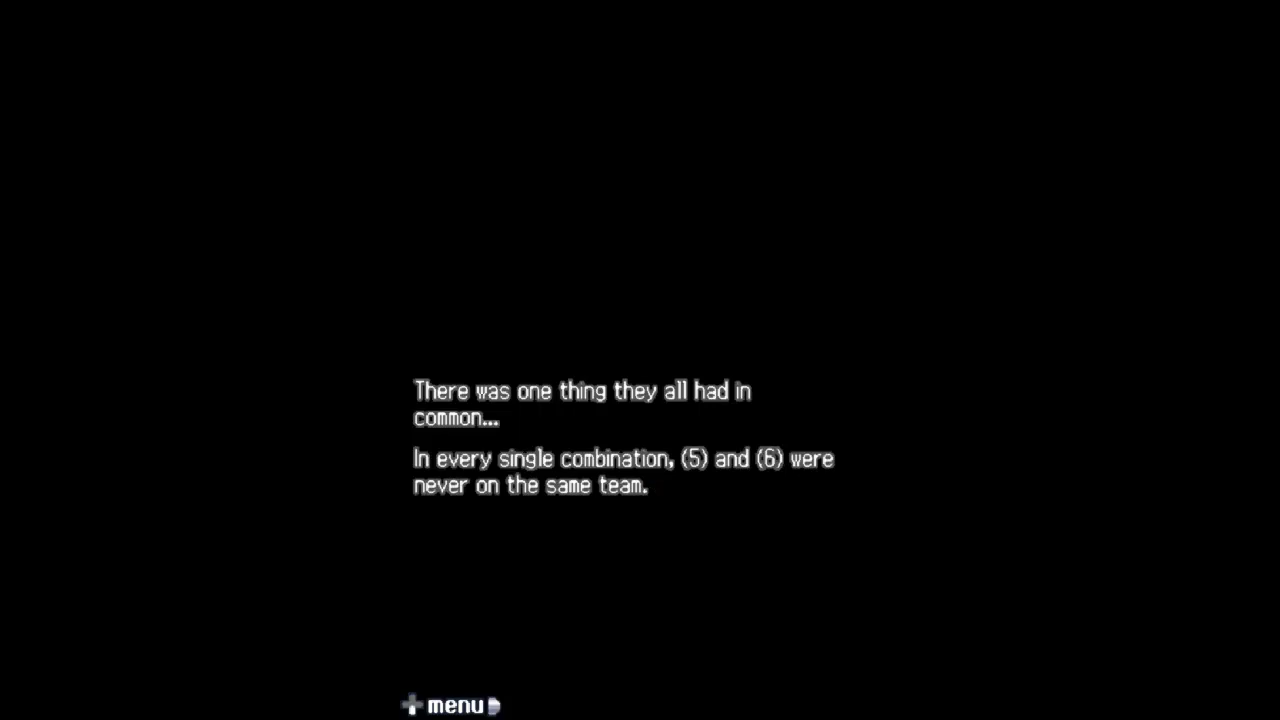 There was one thing they all had in
common...
In every single combination, (5) and (6) were
never on the same team.
menu